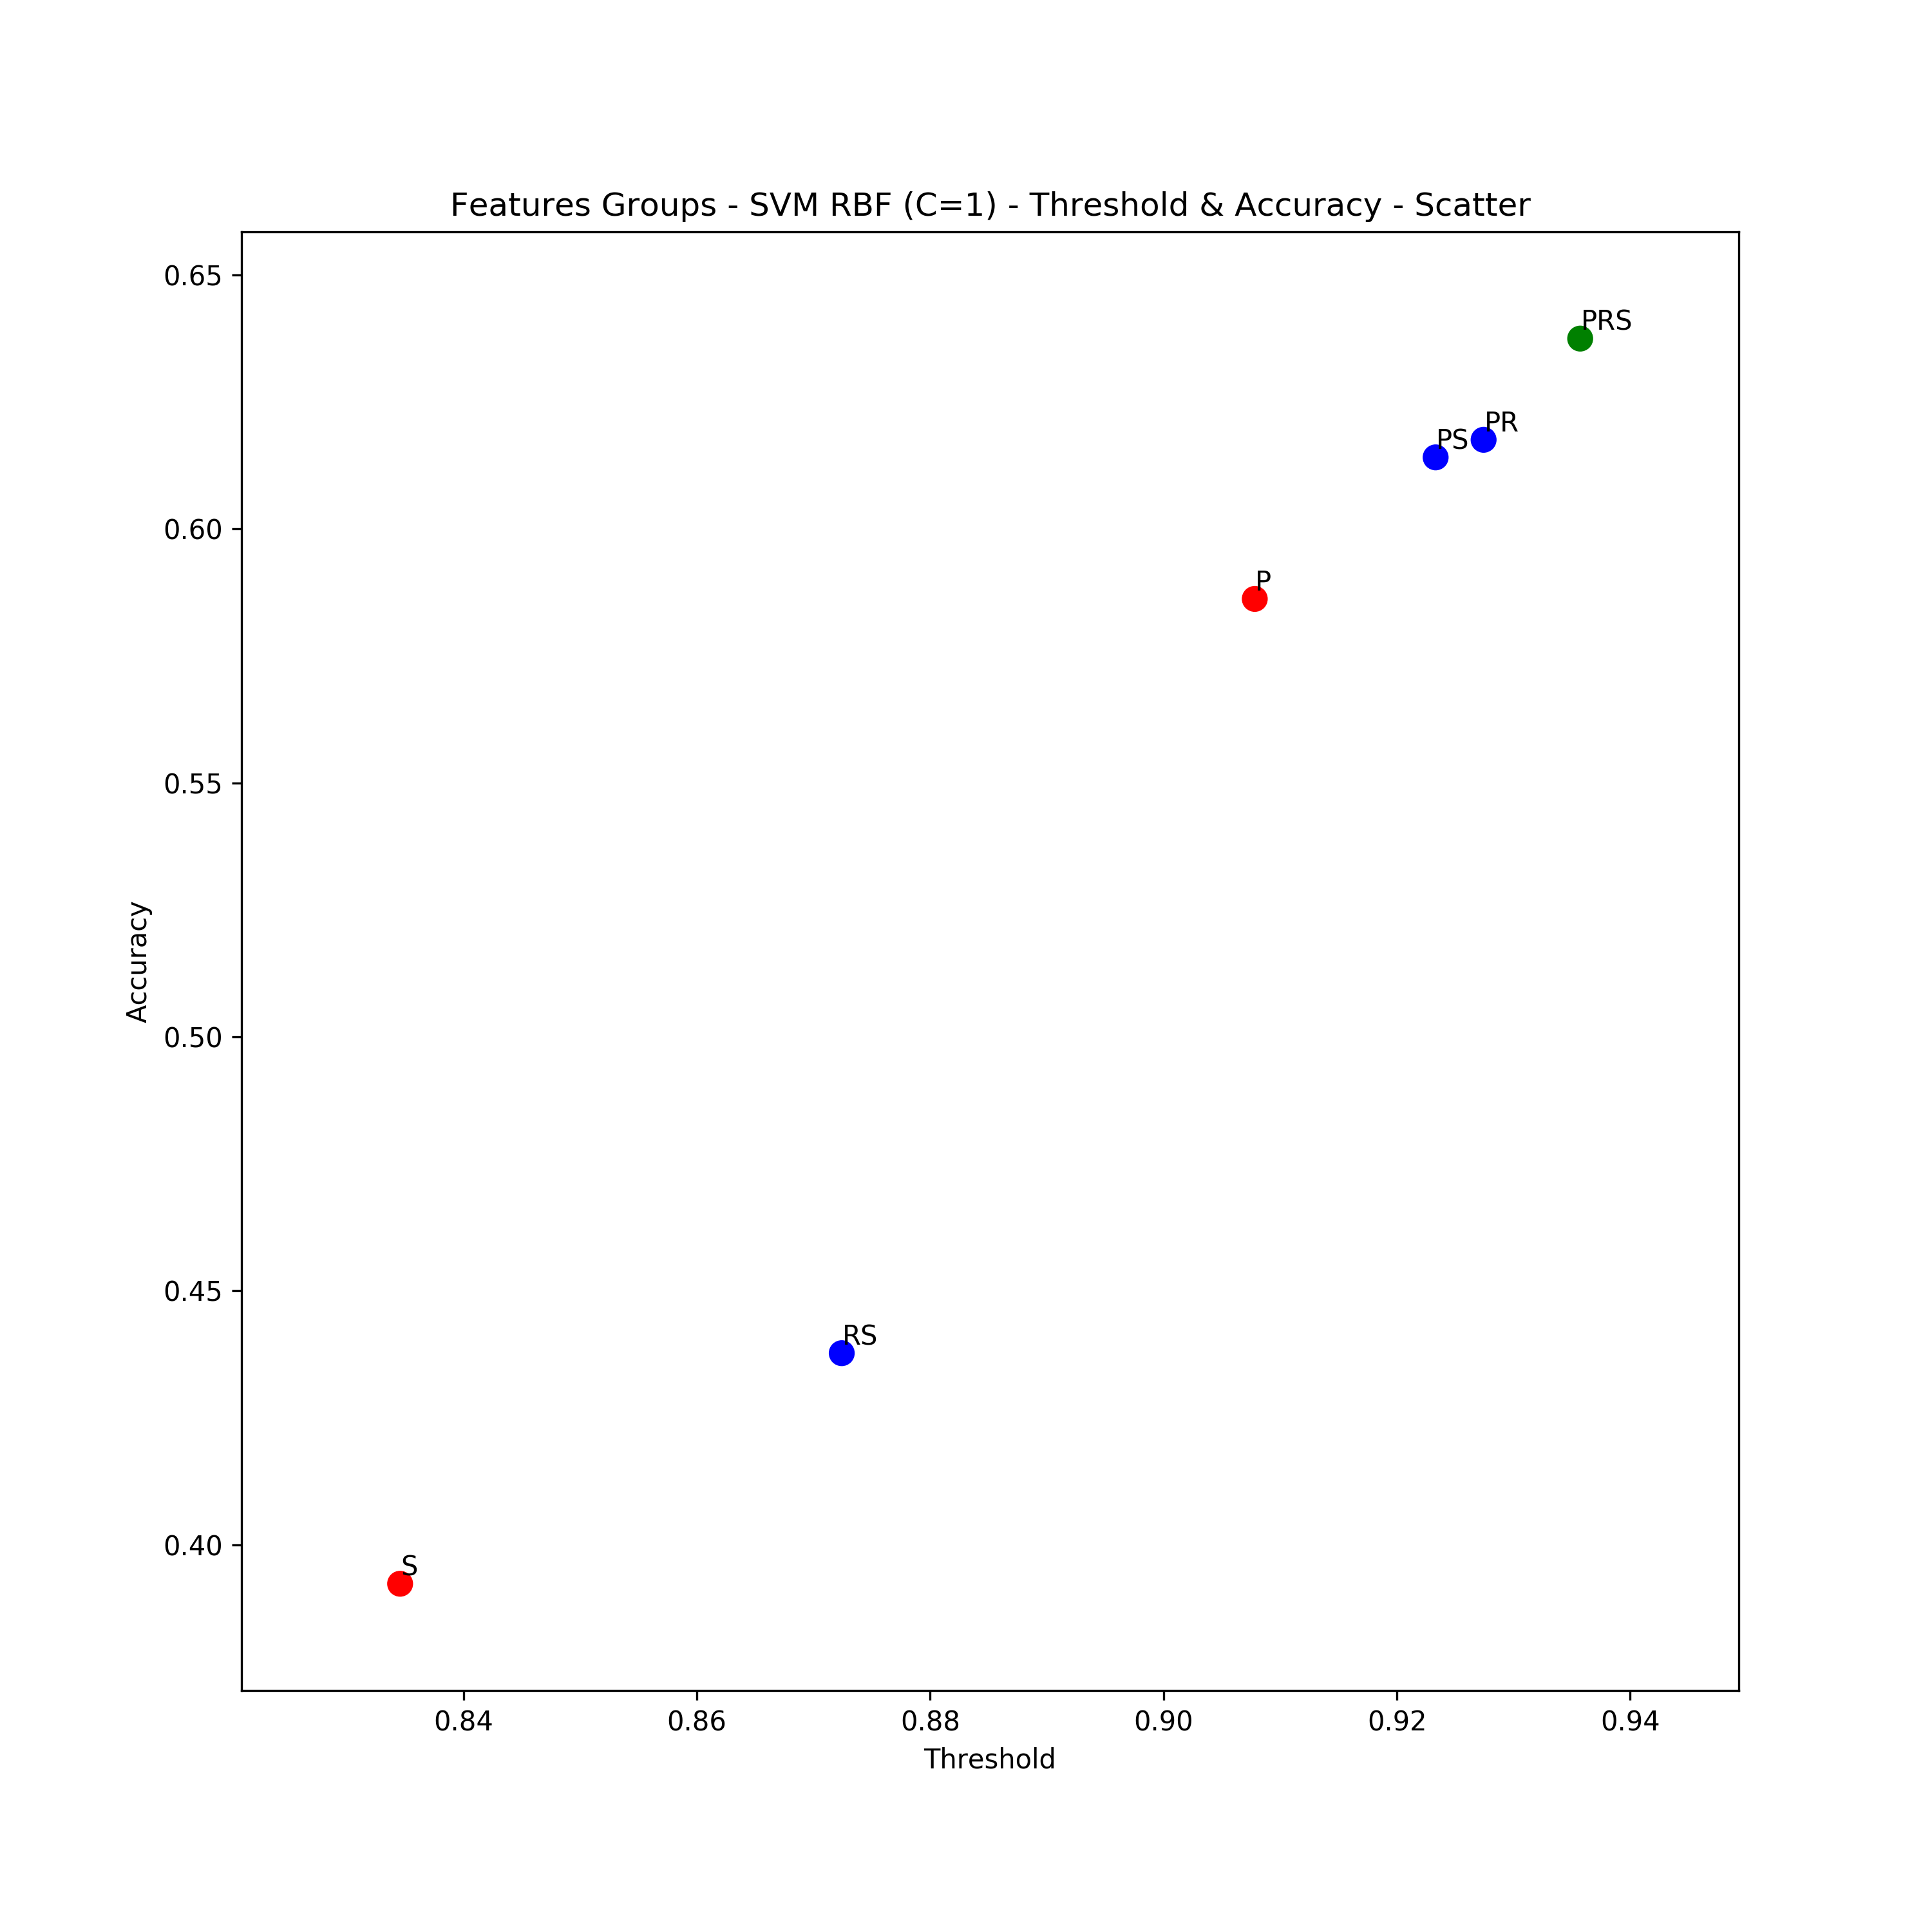 Features Groups - SVM RBF (C=1) - Threshold & Accuracy - Scatter
0.65
PRS
PR
PS
0.60
P
0.55
Accuracy
0.50
0.45
RS
0.40
S
0.84 0.86 0.88 0.90 0.92 0.94
Threshold